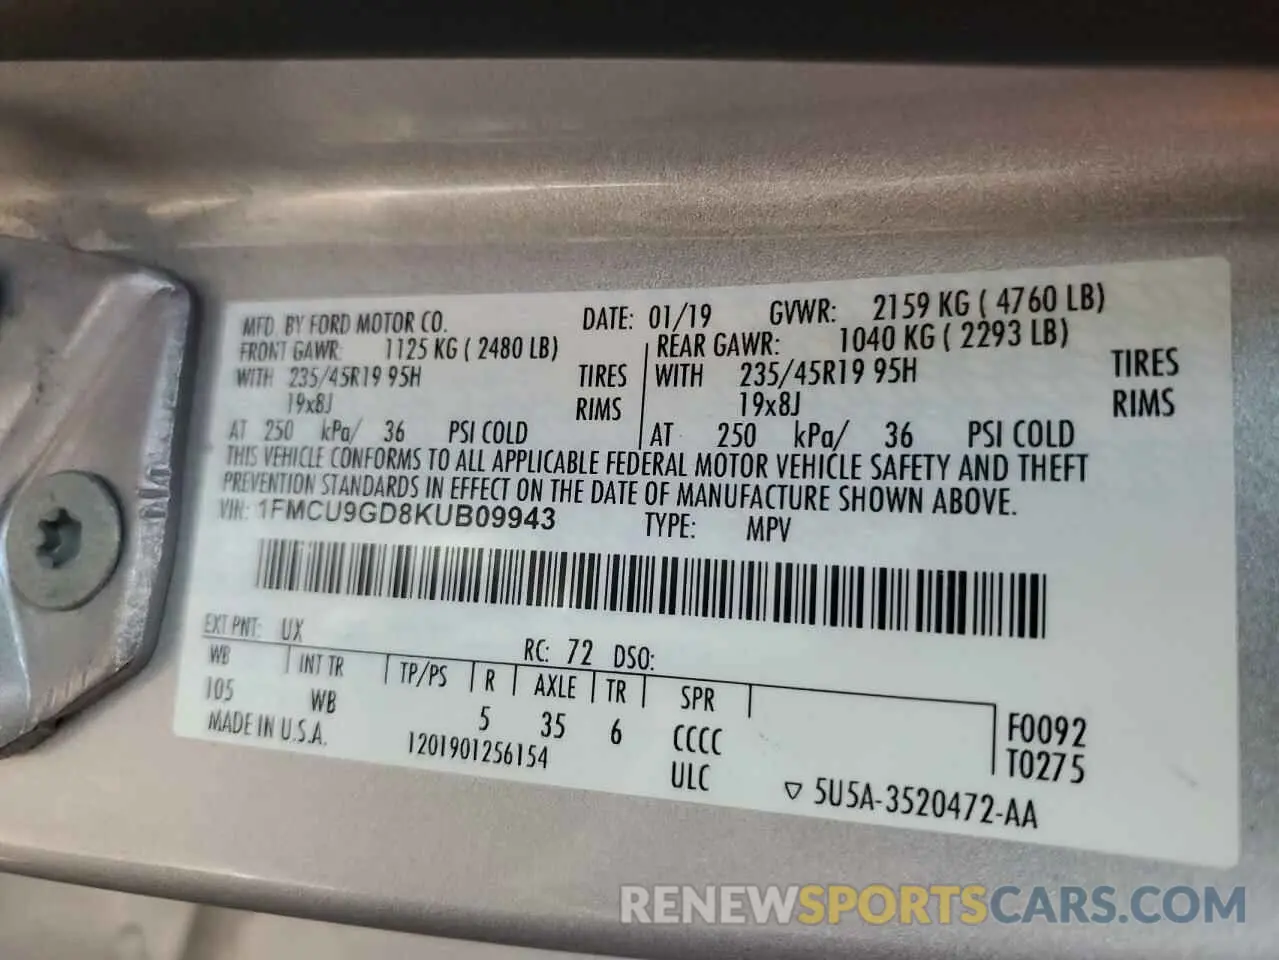 MFD. BY FORD MOTOR CO. DATE: 01/19 GVWR: 2159 KG ( 4760 LB)
FRONT GAWR: 1125 KG ( 2480 LB) REAR GAWR: 1040 KG ( 2293 LB)
WITH 235/45R19 95H TIRES WITH 235/45R19 95H TIRES
19x8J RIMS 19x8J RIMS
AT 250 kPa/ 36 PSI COLD AT 250 kPa/ 36 PSI COLD
THIS VEHICLE CONFORMS TO ALL APPLICABLE FEDERAL MOTOR VEHICLE SAFETY AND THEFT
PREVENTION STANDARDS IN EFFECT ON THE DATE OF MANUFACTURE SHOWN ABOVE.
VIN: 1FMCU9GD8KUB09943 TYPE: MPV
EXT PNT: UX RC: 72 DSO:
WB INT TR TP/PS R AXLE TR SPR
105 WB 5 35 6 CCCC F0092
MADE IN U.S.A. 1201901256154 ULC T0275
▽ 5U5A-3520472-AA
RENEWSPORTSCARS.COM